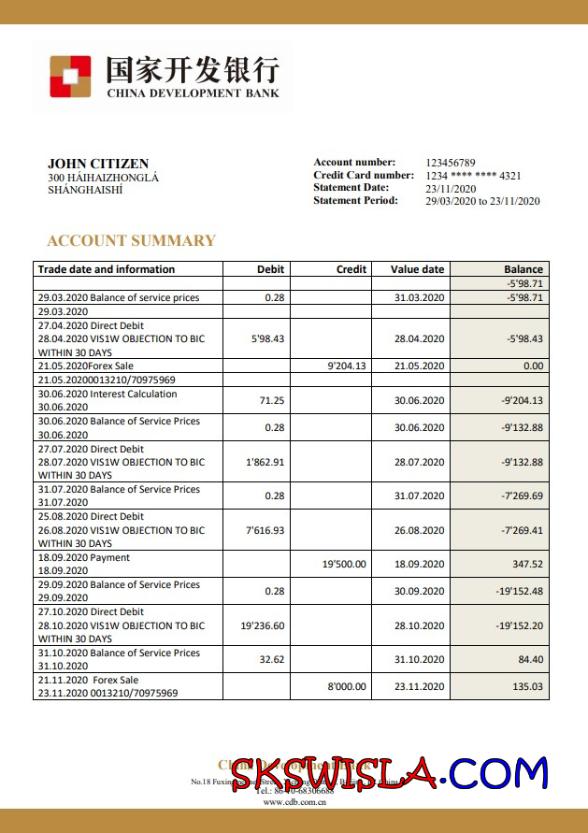 国家开发银行
CHINA DEVELOPMENT BANK
JOHN CITIZEN
300 HÁIHAIZHONGLÁ
SHÁNGHAISHÍ
Account number: 123456789
Credit Card number: 1234 **** **** 4321
Statement Date: 23/11/2020
Statement Period: 29/03/2020 to 23/11/2020
ACCOUNT SUMMARY
Trade date and information Debit Credit Value date Balance
-5'98.71
29.03.2020 Balance of service prices 0.28 31.03.2020 -5'98.71
29.03.2020
27.04.2020 Direct Debit
28.04.2020 VIS1W OBJECTION TO BIC 5'98.43 28.04.2020 -5'98.43
WITHIN 30 DAYS
21.05.2020Forex Sale 9'204.13 21.05.2020 0.00
21.05.20200013210/70975969
30.06.2020 Interest Calculation 71.25 30.06.2020 -9'204.13
30.06.2020
30.06.2020 Balance of Service Prices 0.28 30.06.2020 -9'132.88
30.06.2020
27.07.2020 Direct Debit
28.07.2020 VIS1W OBJECTION TO BIC 1'862.91 28.07.2020 -9'132.88
WITHIN 30 DAYS
31.07.2020 Balance of Service Prices 0.28 31.07.2020 -7'269.69
31.07.2020
25.08.2020 Direct Debit
26.08.2020 VIS1W OBJECTION TO BIC 7'616.93 26.08.2020 -7'269.41
WITHIN 30 DAYS
18.09.2020 Payment 19'500.00 18.09.2020 347.52
18.09.2020
29.09.2020 Balance of Service Prices 0.28 30.09.2020 -19'152.48
29.09.2020
27.10.2020 Direct Debit
28.10.2020 VIS1W OBJECTION TO BIC 19'236.60 28.10.2020 -19'152.20
WITHIN 30 DAYS
31.10.2020 Balance of Service Prices 32.62 31.10.2020 84.40
31.10.2020
21.11.2020 Forex Sale 8'000.00 23.11.2020 135.03
23.11.2020 0013210/70975969
SKSWISLA.COM
No.18
Tel.: 86-10-68306688
www.cdb.com.cn